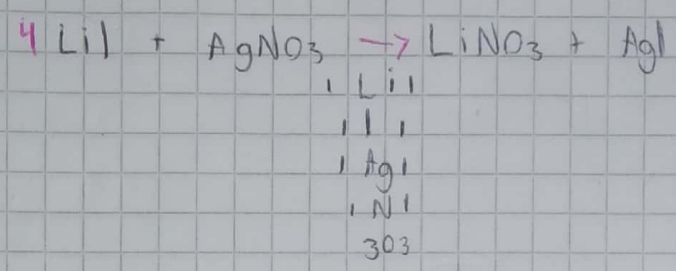 4 LiI + AgNO3 → LiNO3 + AgI
1 Li 1
1 I 1
1 Ag 1
1 N 1
3 O 3